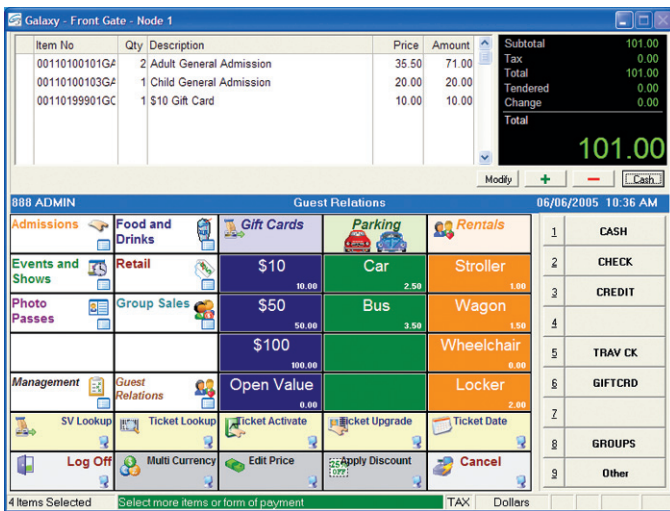 Galaxy - Front Gate - Node 1
Item No Qty Description Price Amount
00110100101GA 2 Adult General Admission 35.50 71.00
00110100103GA 1 Child General Admission 20.00 20.00
00110199901GC 1 $10 Gift Card 10.00 10.00
Subtotal 101.00
Tax 0.00
Total 101.00
Tendered 0.00
Change 0.00
Total
101.00
Modify + – Cash
888 ADMIN Guest Relations 06/06/2005 10:36 AM
Admissions Food and Drinks Gift Cards Parking Rentals
Events and Shows Retail $10 10.00 Car 2.50 Stroller 1.00
Photo Passes Group Sales $50 50.00 Bus 3.50 Wagon 1.50
$100 100.00 Wheelchair 0.00
Management Guest Relations Open Value 0.00 Locker 2.00
SV Lookup Ticket Lookup Ticket Activate Ticket Upgrade Ticket Date
Log Off Multi Currency Edit Price 25% OFF Apply Discount Cancel
1 CASH
2 CHECK
3 CREDIT
4
5 TRAV CK
6 GIFTCRD
7
8 GROUPS
9 Other
4 Items Selected Select more items or form of payment TAX Dollars